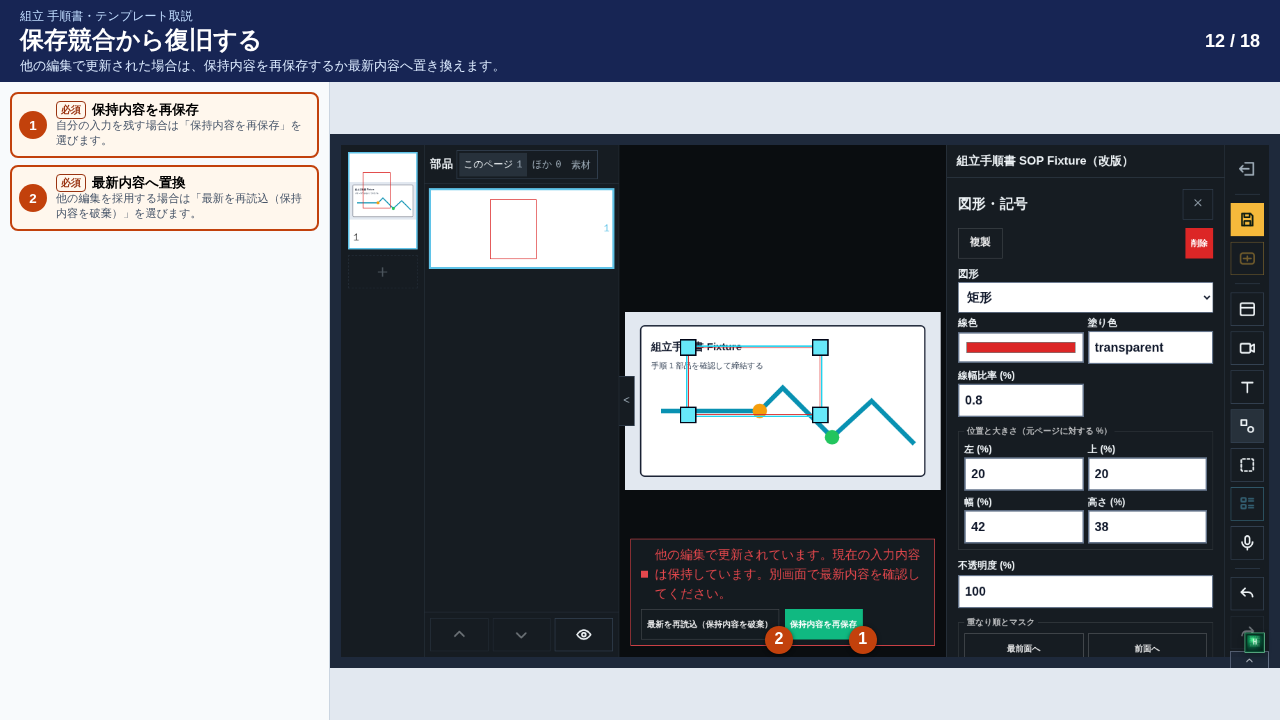 組立 手順書・テンプレート取説
保存競合から復旧する
他の編集で更新された場合は、保持内容を再保存するか最新内容へ置き換えます。
12 / 18
1
必須 保持内容を再保存
自分の入力を残す場合は「保持内容を再保存」を
選びます。
2
必須 最新内容へ置換
他の編集を採用する場合は「最新を再読込（保持
内容を破棄）」を選びます。
1
部品 このページ 1 ほか 0 素材
1
組立手順書 Fixture
手順 1 部品を確認して締結する
<
他の編集で更新されています。現在の入力内容
は保持しています。別画面で最新内容を確認し
てください。
最新を再読込（保持内容を破棄）
保持内容を再保存
2
1
組立手順書 SOP Fixture（改版）
図形・記号
複製
削除
図形
矩形
線色
塗り色
transparent
線幅比率 (%)
0.8
位置と大きさ（元ページに対する %）
左 (%)
上 (%)
20
20
幅 (%)
高さ (%)
42
38
不透明度 (%)
100
重なり順とマスク
最前面へ
前面へ